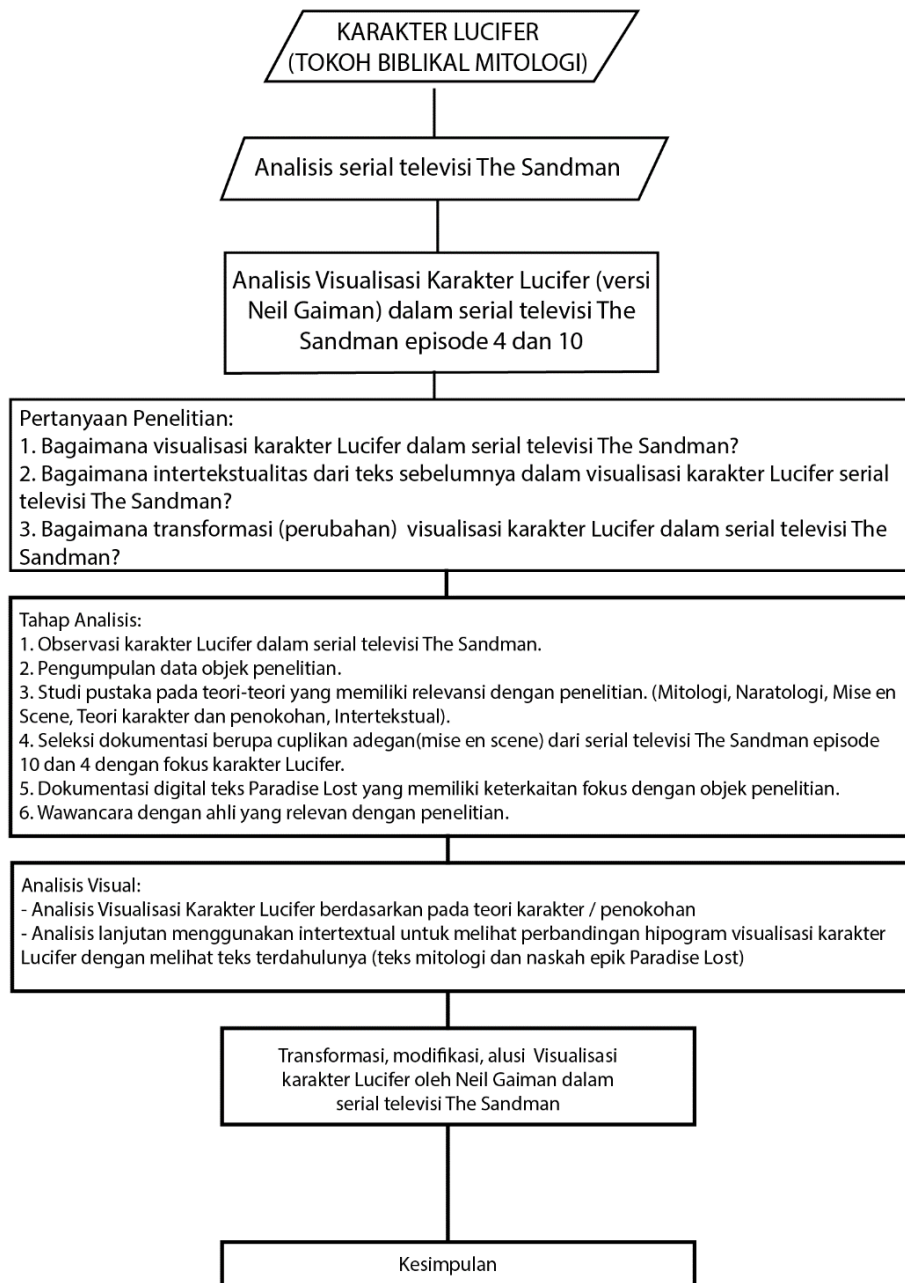 KARAKTER LUCIFER
(TOKOH BIBLIKAL MITOLOGI)
Analisis serial televisi The Sandman
Analisis Visualisasi Karakter Lucifer (versi
Neil Gaiman) dalam serial televisi The
Sandman episode 4 dan 10
Pertanyaan Penelitian:
1. Bagaimana visualisasi karakter Lucifer dalam serial televisi The Sandman?
2. Bagaimana intertekstualitas dari teks sebelumnya dalam visualisasi karakter Lucifer serial
televisi The Sandman?
3. Bagaimana transformasi (perubahan) visualisasi karakter Lucifer dalam serial televisi The
Sandman?
Tahap Analisis:
1. Observasi karakter Lucifer dalam serial televisi The Sandman.
2. Pengumpulan data objek penelitian.
3. Studi pustaka pada teori-teori yang memiliki relevansi dengan penelitian. (Mitologi, Naratologi, Mise en
Scene, Teori karakter dan penokohan, Intertekstual).
4. Seleksi dokumentasi berupa cuplikan adegan(mise en scene) dari serial televisi The Sandman episode
10 dan 4 dengan fokus karakter Lucifer.
5. Dokumentasi digital teks Paradise Lost yang memiliki keterkaitan fokus dengan objek penelitian.
6. Wawancara dengan ahli yang relevan dengan penelitian.
Analisis Visual:
- Analisis Visualisasi Karakter Lucifer berdasarkan pada teori karakter / penokohan
- Analisis lanjutan menggunakan intertextual untuk melihat perbandingan hipogram visualisasi karakter
Lucifer dengan melihat teks terdahulunya (teks mitologi dan naskah epik Paradise Lost)
Transformasi, modifikasi, alusi Visualisasi
karakter Lucifer oleh Neil Gaiman dalam
serial televisi The Sandman
Kesimpulan